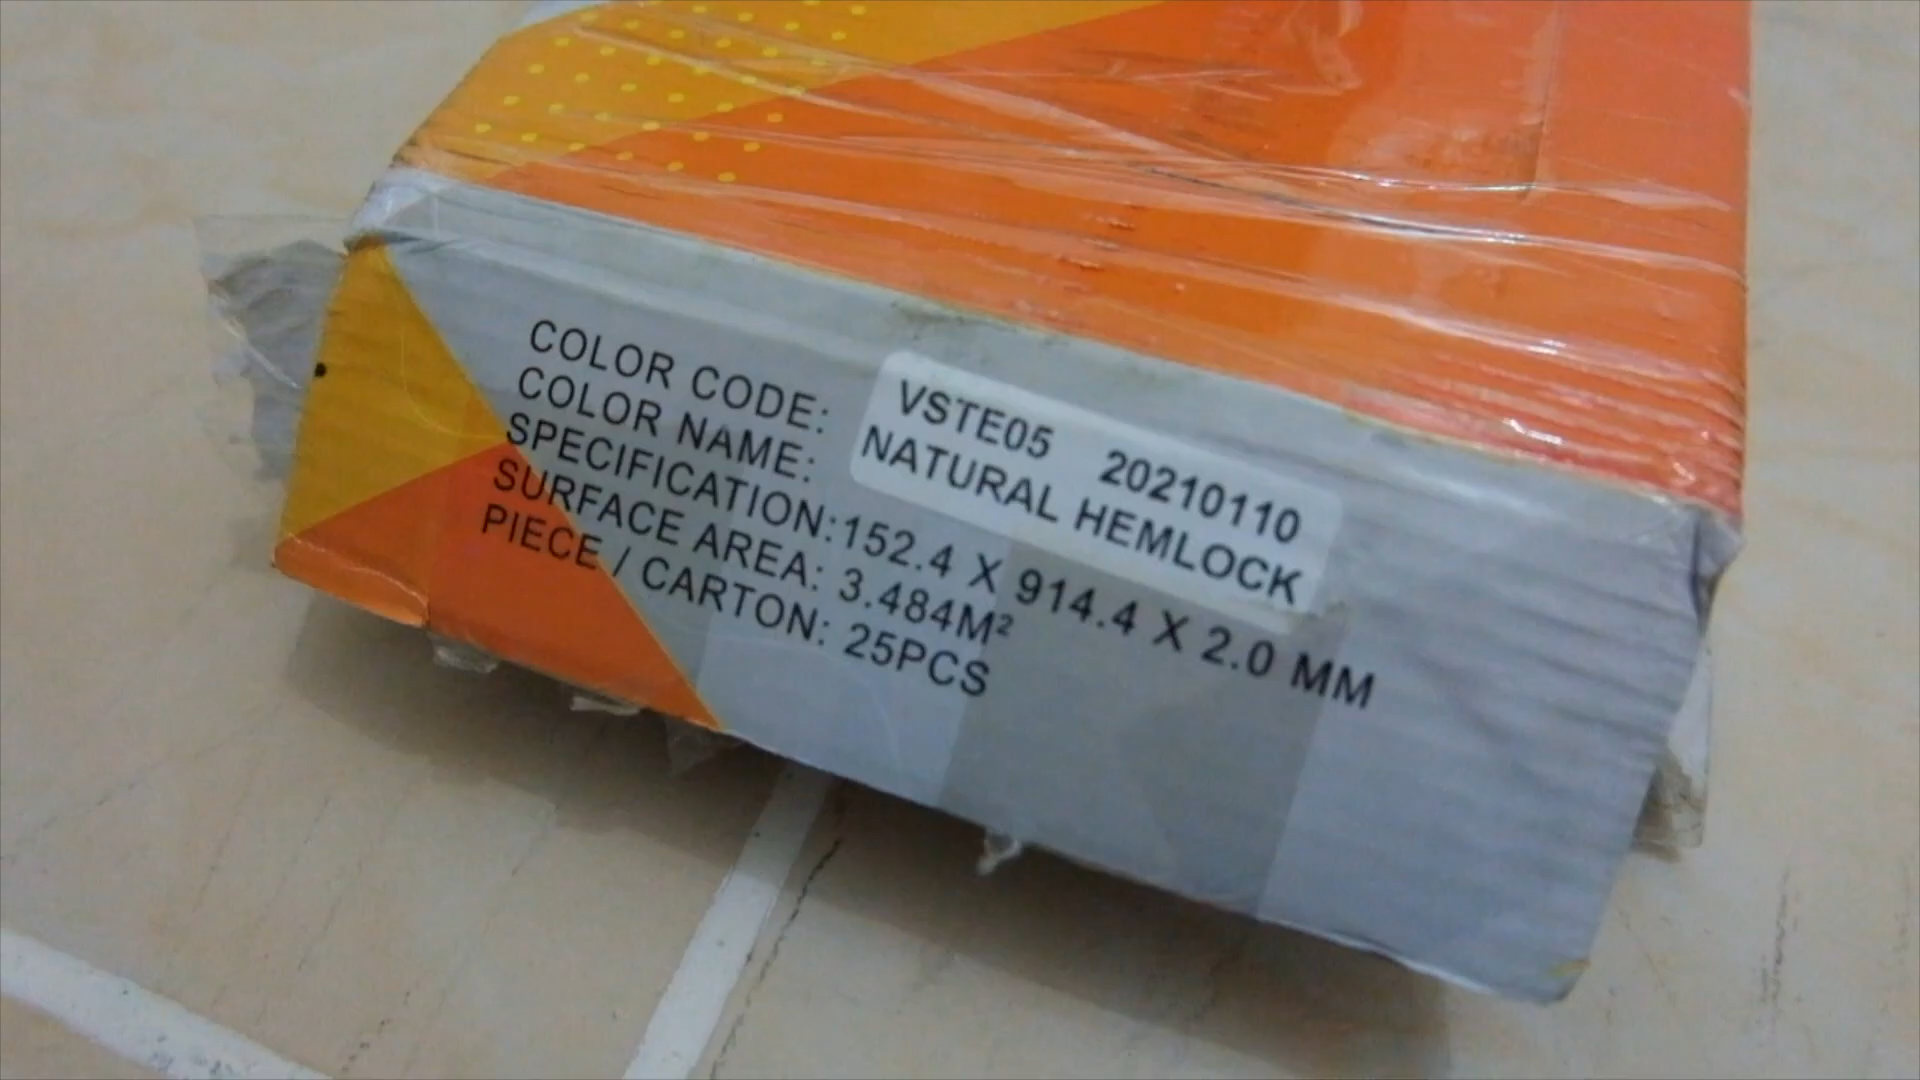 COLOR CODE: VSTE05 20210110
COLOR NAME: NATURAL HEMLOCK
SPECIFICATION:152.4 X 914.4 X 2.0 MM
SURFACE AREA: 3.484M²
PIECE / CARTON: 25PCS